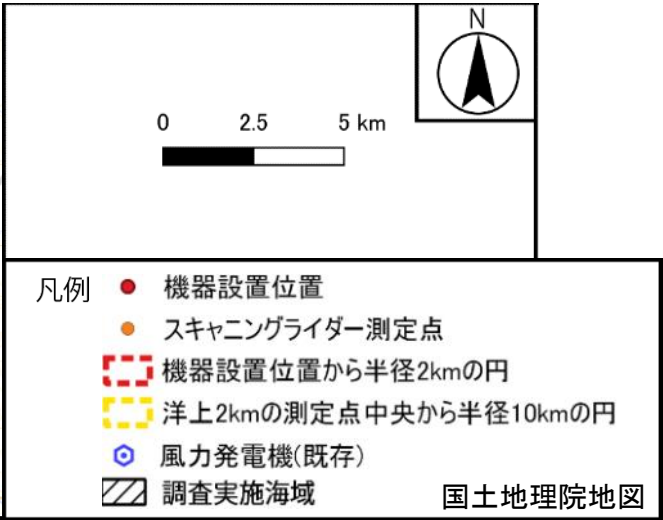 N
0 2.5 5 km
凡例
機器設置位置
スキャニングライダー測定点
機器設置位置から半径2kmの円
洋上2kmの測定点中央から半径10kmの円
風力発電機(既存)
調査実施海域
国土地理院地図